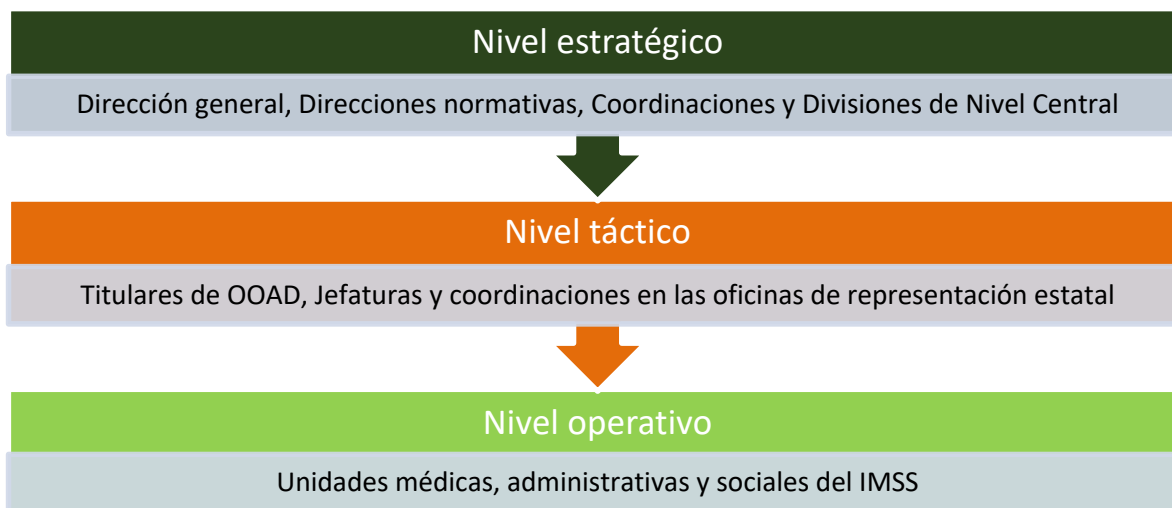 Nivel estratégico
Dirección general, Direcciones normativas, Coordinaciones y Divisiones de Nivel Central
Nivel táctico
Titulares de OOAD, Jefaturas y coordinaciones en las oficinas de representación estatal
Nivel operativo
Unidades médicas, administrativas y sociales del IMSS